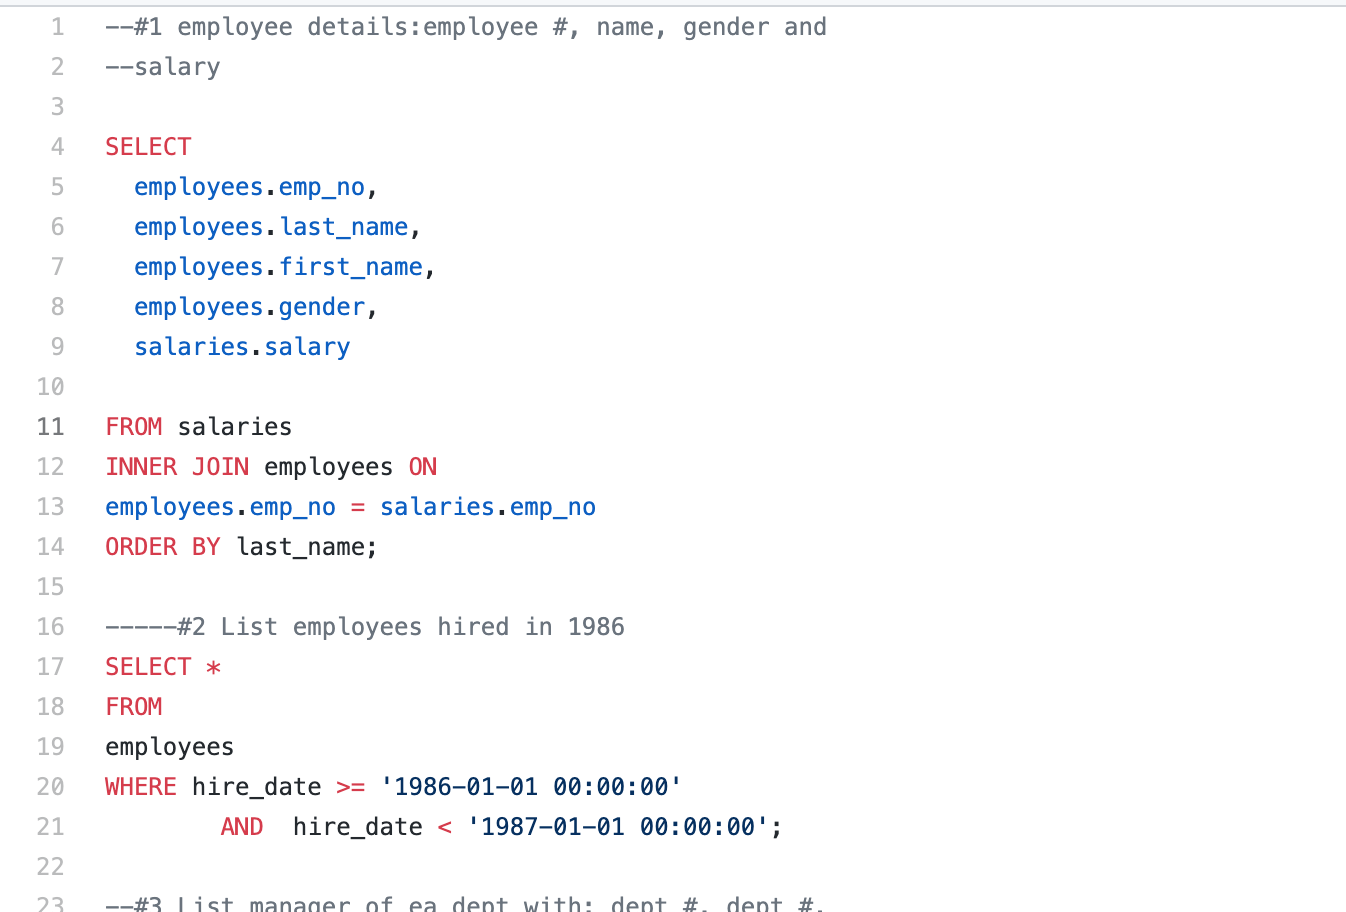 1 --#1 employee details:employee #, name, gender and
2 --salary
3
4 SELECT
5 employees.emp_no,
6 employees.last_name,
7 employees.first_name,
8 employees.gender,
9 salaries.salary
10
11 FROM salaries
12 INNER JOIN employees ON
13 employees.emp_no = salaries.emp_no
14 ORDER BY last_name;
15
16 -----#2 List employees hired in 1986
17 SELECT *
18 FROM
19 employees
20 WHERE hire_date >= '1986-01-01 00:00:00'
21 AND  hire_date < '1987-01-01 00:00:00';
22
23 --#3 List manager of ea dept with: dept #, dept #,